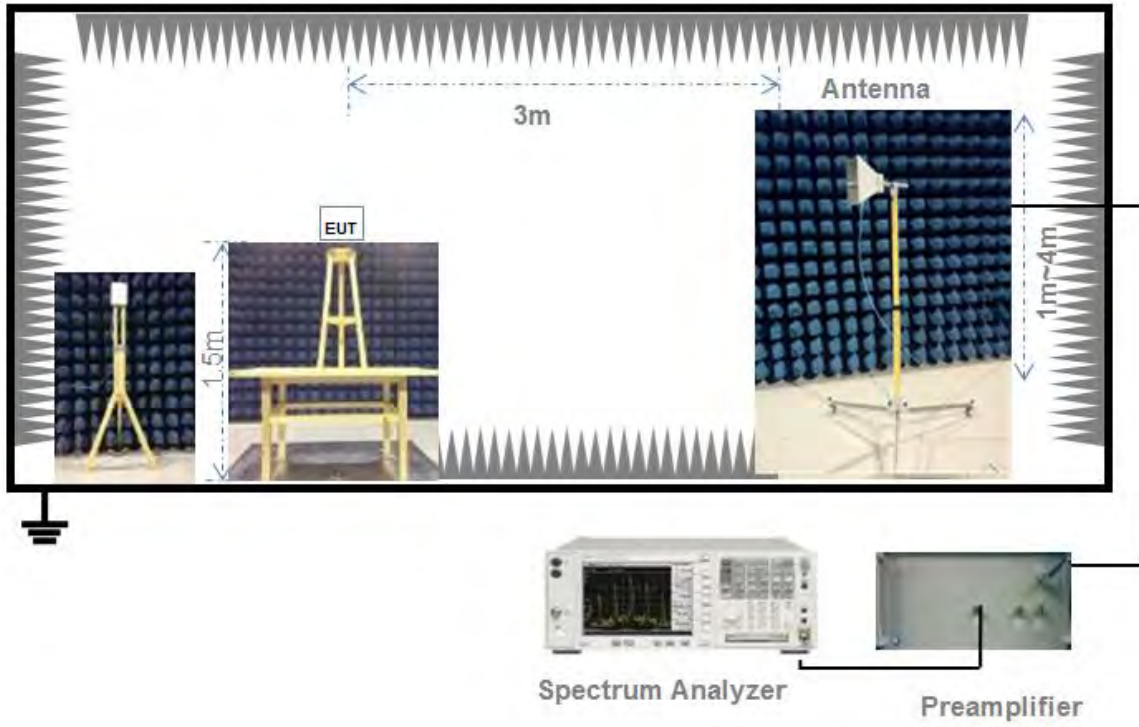 Antenna
3m
EUT
1.5m
1m~4m
Spectrum Analyzer
Preamplifier